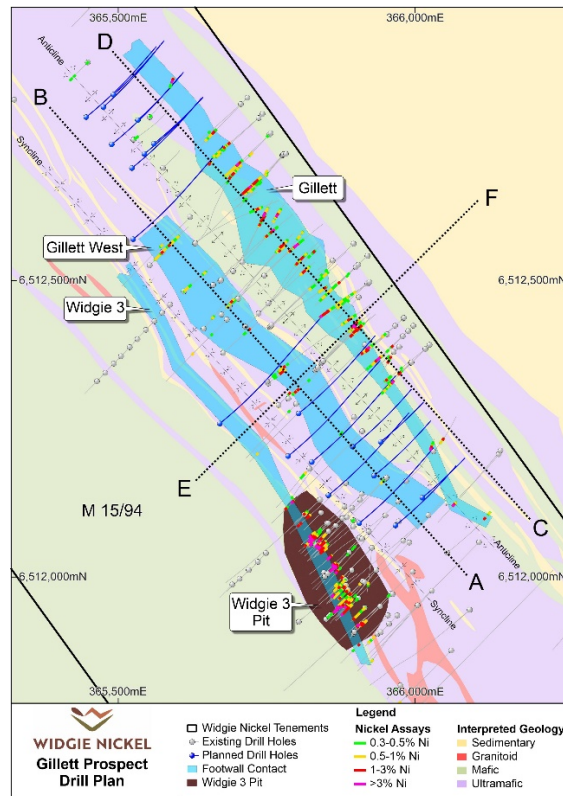 365,500mE
366,000mE
D
Anticline
B
Syncline
Gillett
F
Gillett West
6,512,500mN
6,512,500mN
Widgie 3
E
M 15/94
C
Anticline
A
6,512,000mN
6,512,000mN
Widgie 3
Pit
Syncline
365,500mE
366,000mE
WIDGIE NICKEL
Gillett Prospect
Drill Plan
Legend
Widgie Nickel Tenements
Existing Drill Holes
Planned Drill Holes
Footwall Contact
Widgie 3 Pit
Nickel Assays
0.3-0.5% Ni
0.5-1% Ni
1-3% Ni
>3% Ni
Interpreted Geology
Sedimentary
Granitoid
Mafic
Ultramafic